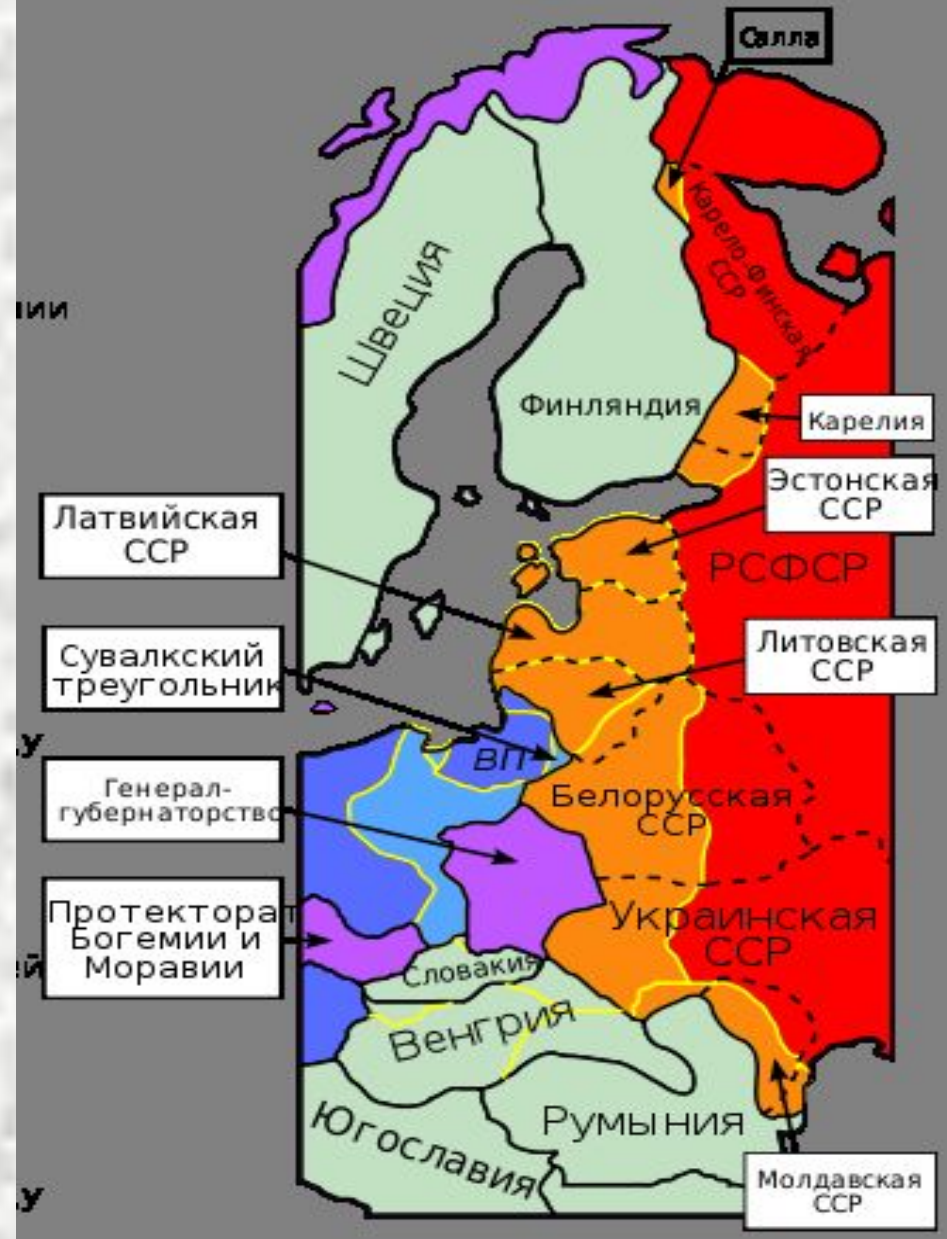 Салла
Карело-Финская
ССР
нии
Швеция
Финляндия
Карелия
Эстонская
ССР
Латвийская
ССР
РСФСР
Сувалкский
треугольник
Литовская
ССР
ВП
Генерал-
губернаторство
Белорусская
ССР
Протекторат
Богемии и
Моравии
Украинская
ССР
Словакия
Венгрия
Румыния
Югославия
Молдавская
ССР